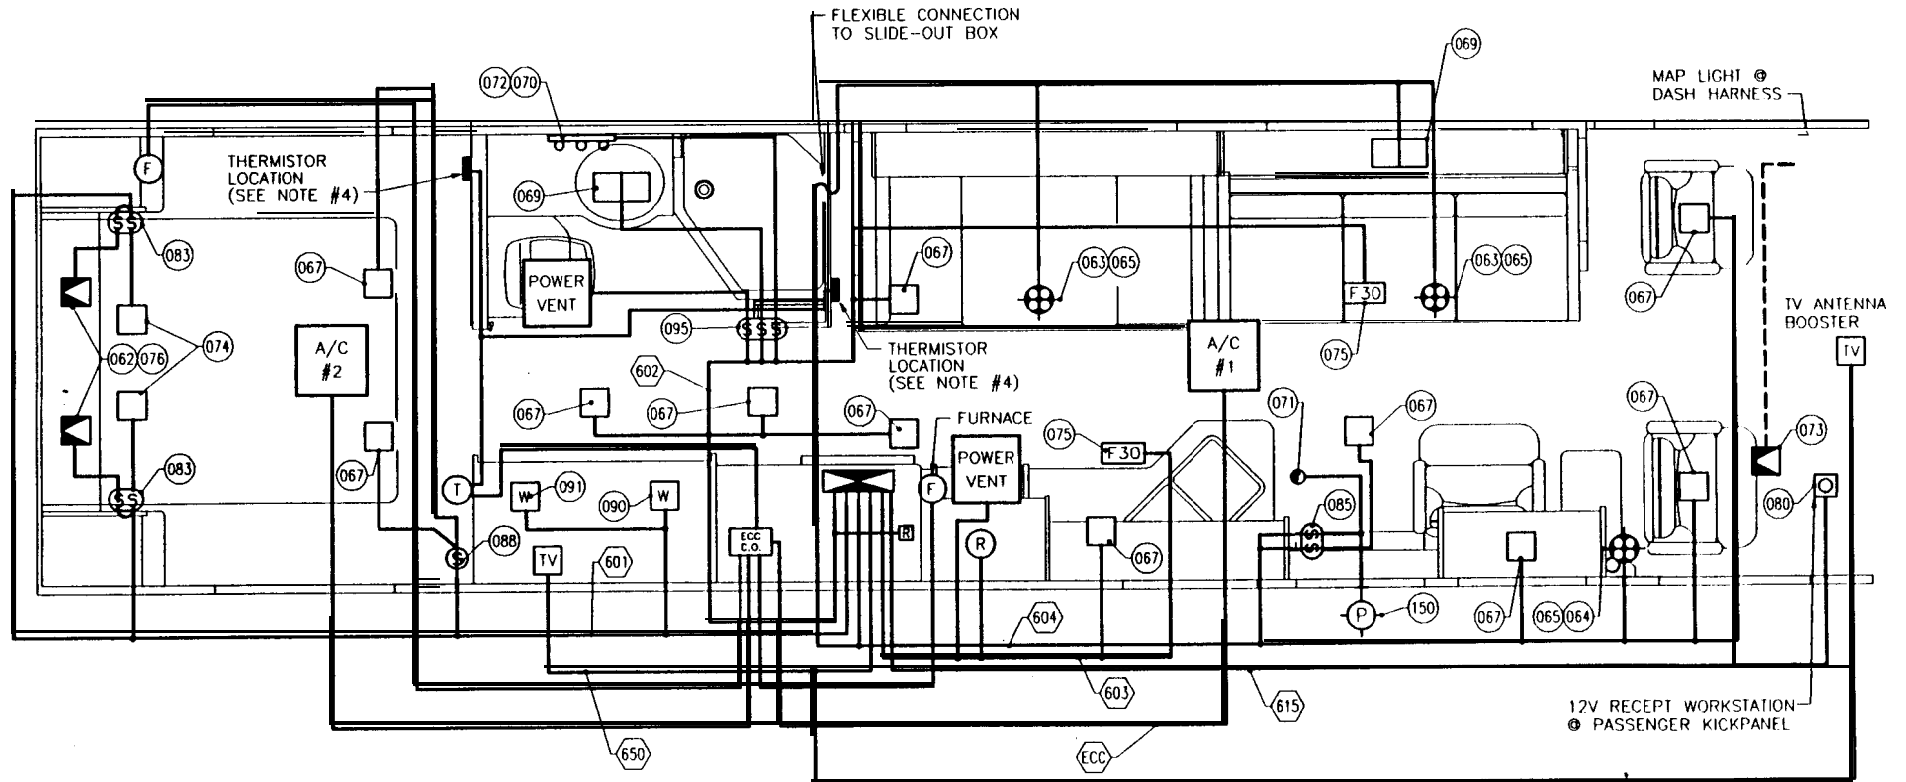 FLEXIBLE CONNECTION
TO SLIDE-OUT BOX
069
MAP LIGHT @
DASH HARNESS
072 070
F
THERMISTOR
LOCATION
(SEE NOTE #4)
069
S S
083
067
POWER
VENT
067
063 065
F30
063 065
067
TV ANTENNA
BOOSTER
TV
062 076
074
A/C
#2
095
S S S
602
THERMISTOR
LOCATION
(SEE NOTE #4)
A/C
#1
075
067
067
067
FURNACE
071
067
067
073
067
083
S S
T
W
091
090
W
POWER
VENT
F
075
F30
085
S S
080
ECC
C.O.
R
R
067
088
S
TV
601
067
065 064
P
150
604
603
615
12V RECEPT WORKSTATION
@ PASSENGER KICKPANEL
650
ECC